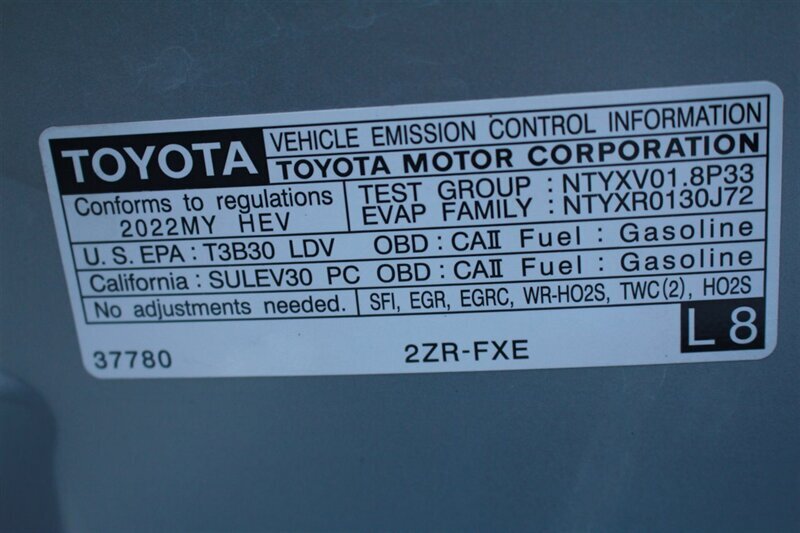 TOYOTA
VEHICLE EMISSION CONTROL INFORMATION
TOYOTA MOTOR CORPORATION
Conforms to regulations
2022MY HEV
TEST GROUP : NTYXV01.8P33
EVAP FAMILY : NTYXR0130J72
U.S. EPA : T3B30 LDV OBD : CAII Fuel : Gasoline
California : SULEV30 PC OBD : CAII Fuel : Gasoline
No adjustments needed. SFI, EGR, EGRC, WR-HO2S, TWC(2), HO2S
37780 2ZR-FXE L 8